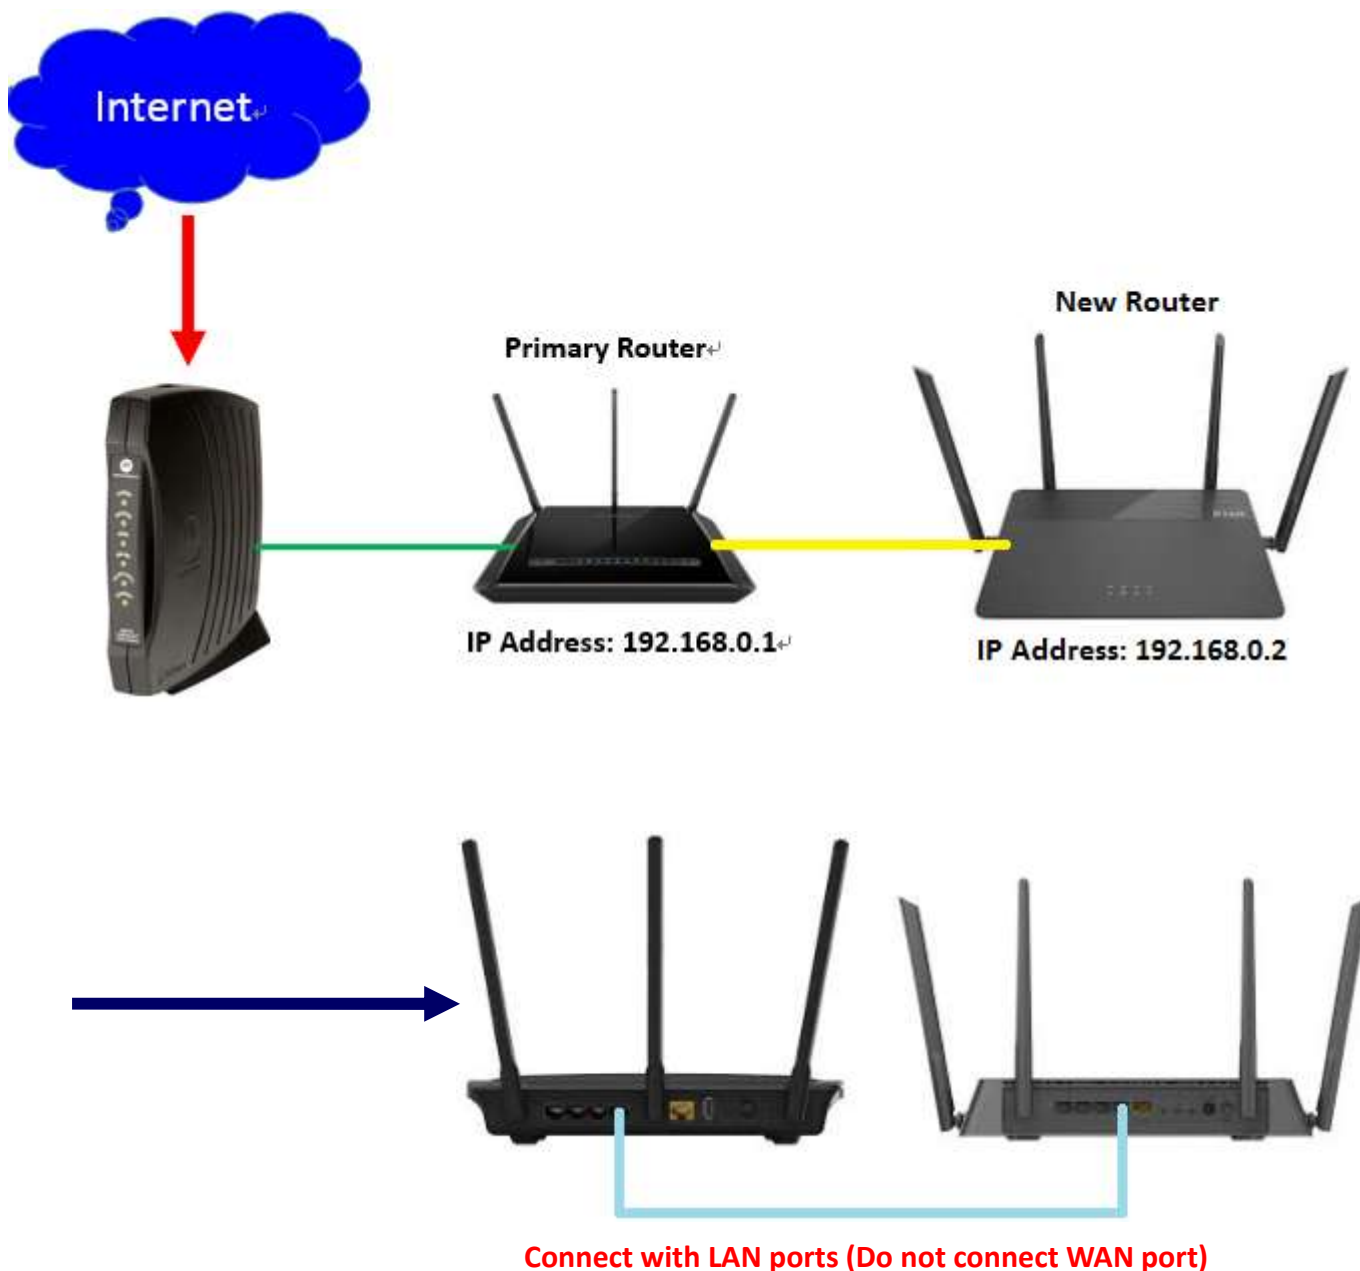 Internet
New Router
Primary Router
IP Address: 192.168.0.1
IP Address: 192.168.0.2
Connect with LAN ports (Do not connect WAN port)